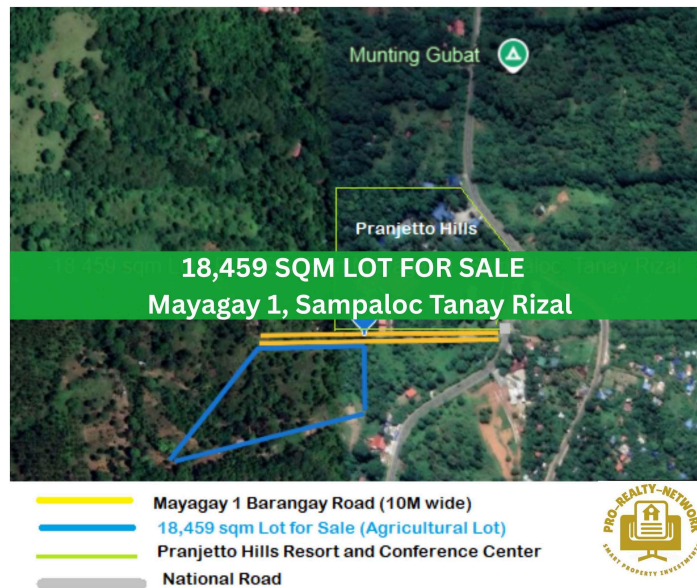 Munting Gubat
Pranjetto Hills
18,459 SQM LOT FOR SALE
Mayagay 1, Sampaloc Tanay Rizal
Mayagay 1 Barangay Road (10M wide)
18,459 sqm Lot for Sale (Agricultural Lot)
Pranjetto Hills Resort and Conference Center
National Road
PRO-REALTY-NETWORK
SMART PROPERTY INVESTMENT